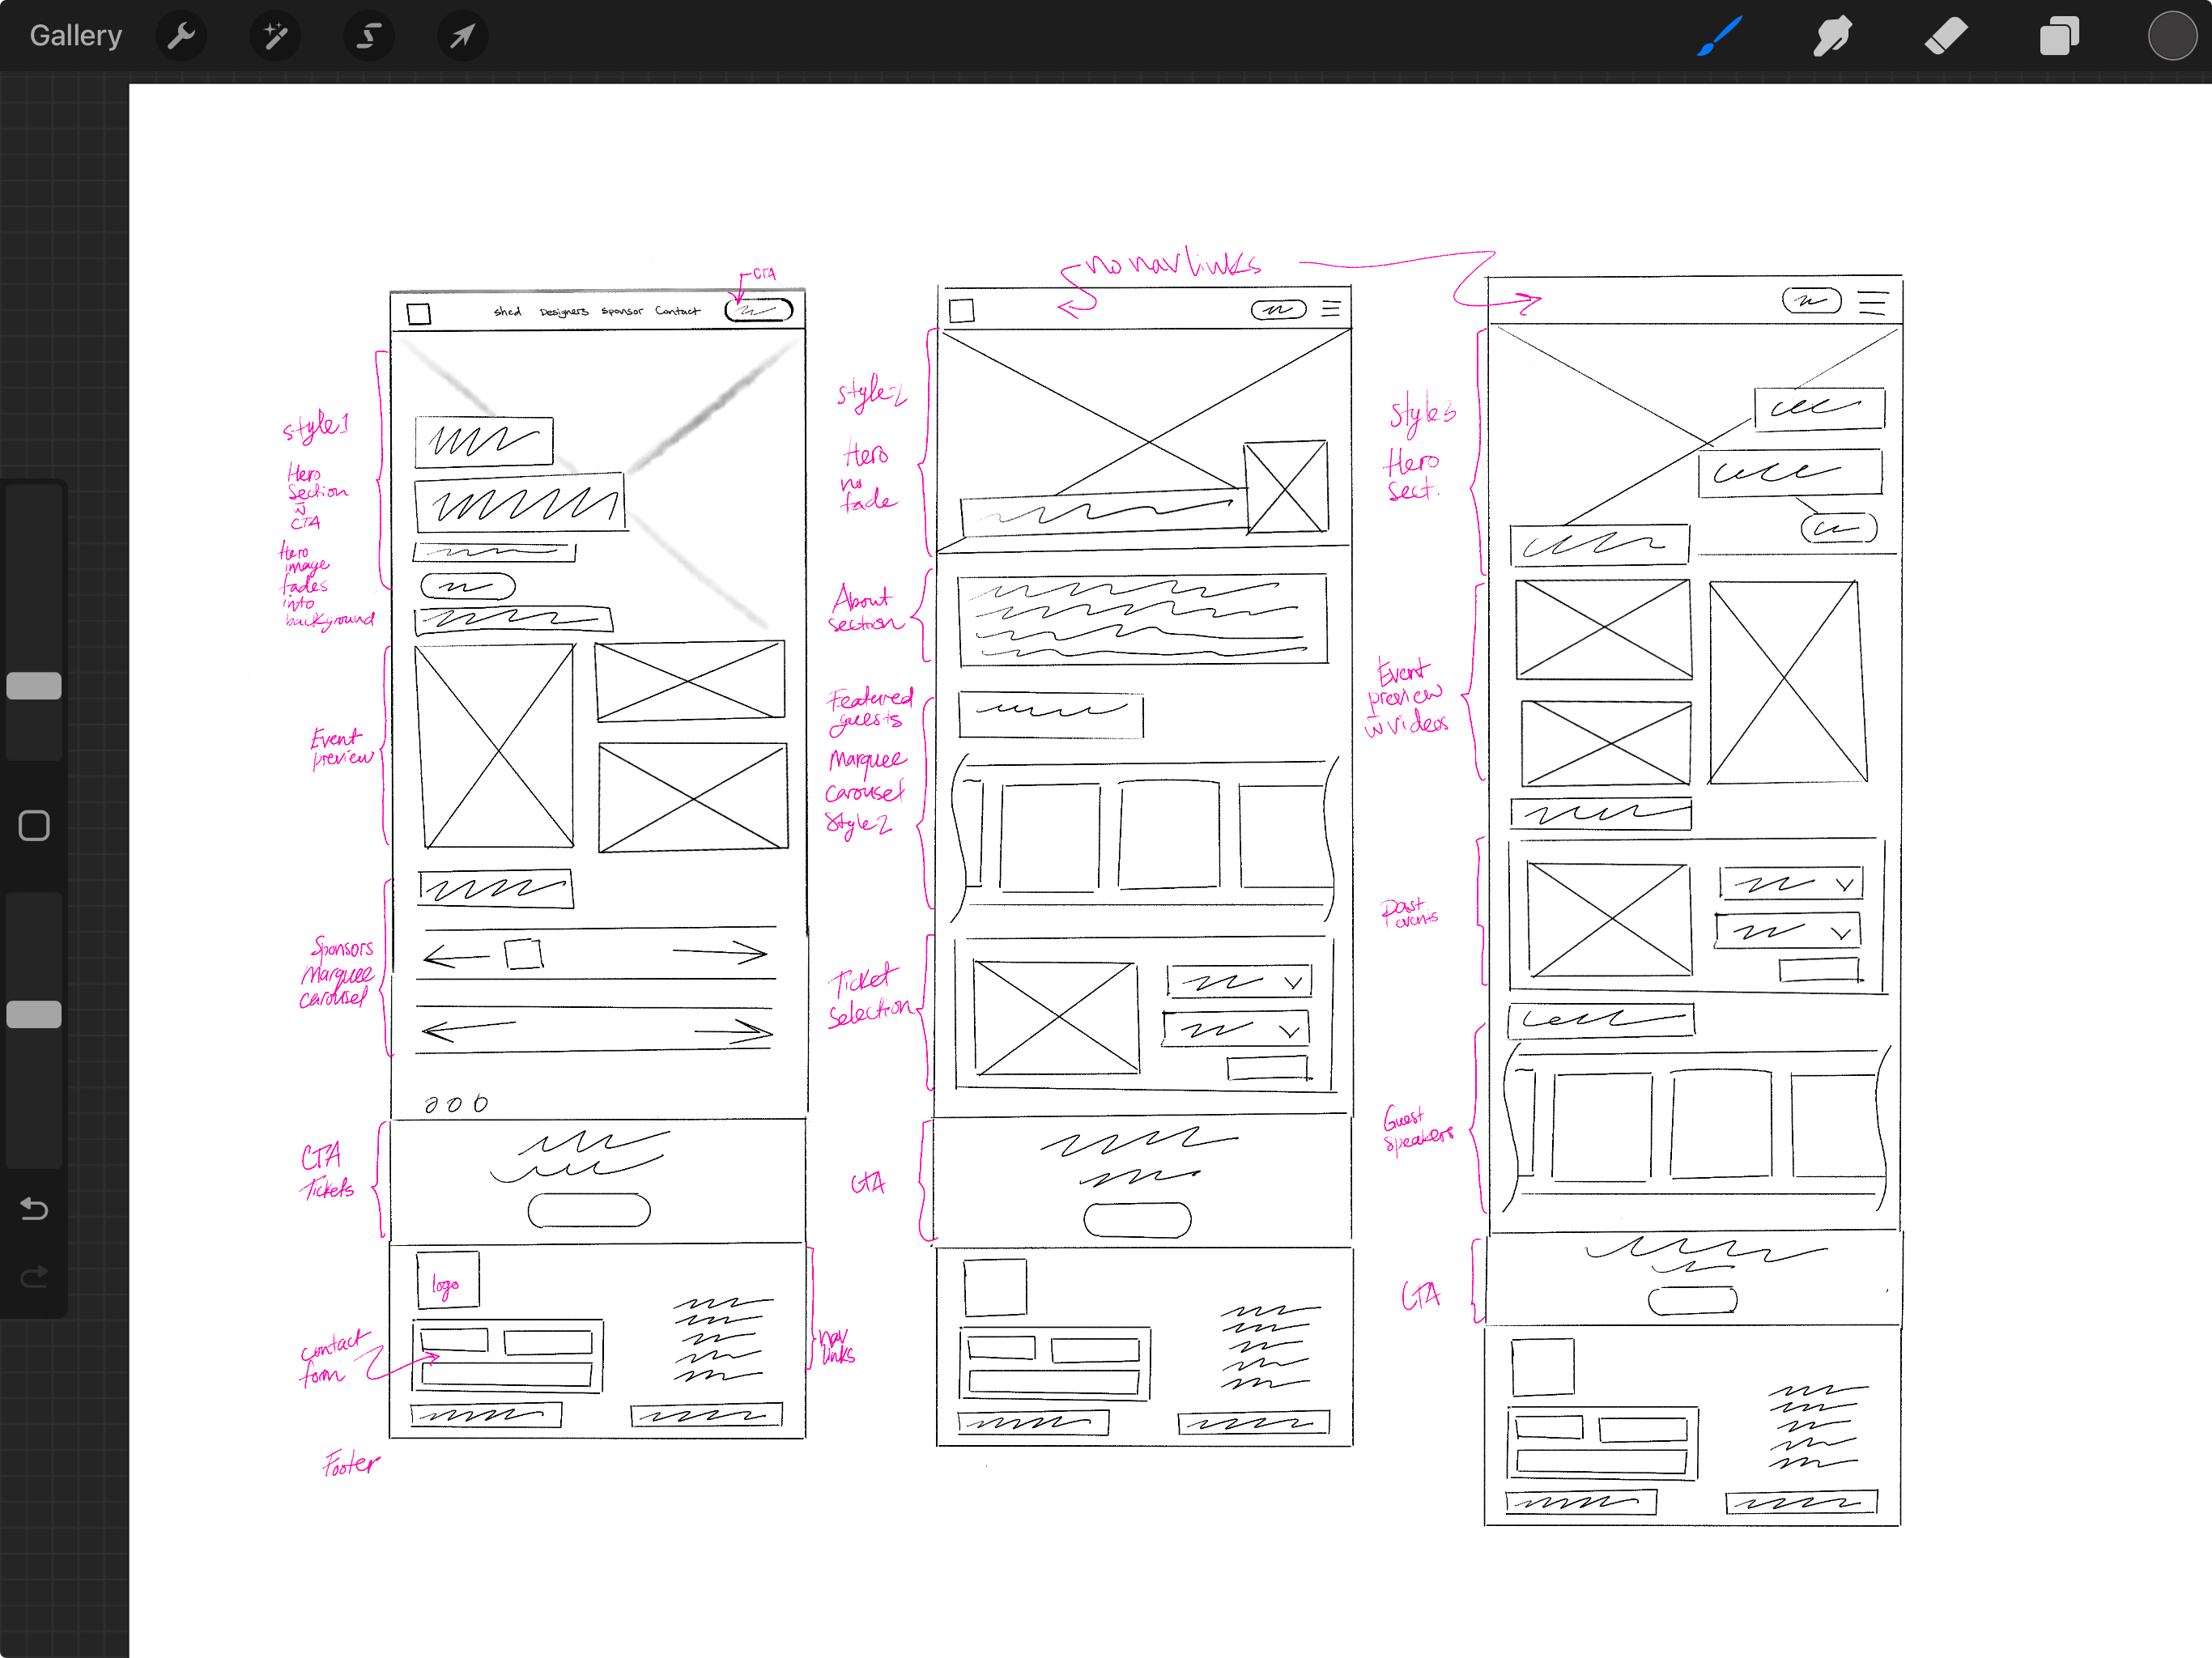 Gallery
no nav links
CTA
shcd Designers Sponsor Contact
style 1
Hero
Section
w
CTA
Hero
image
fades
into
background
Event
preview
Sponsors
Marquee
carousel
CTA
Tickets
logo
contact
form
nav
links
Footer
style 2
Hero
no
fade
About
section
Featured
guests
Marquee
carousel
Style 2
Ticket
Selection
CTA
Style 3
Hero
Sect.
Event
preview
w videos
Past
events
Guest
Speakers
CTA